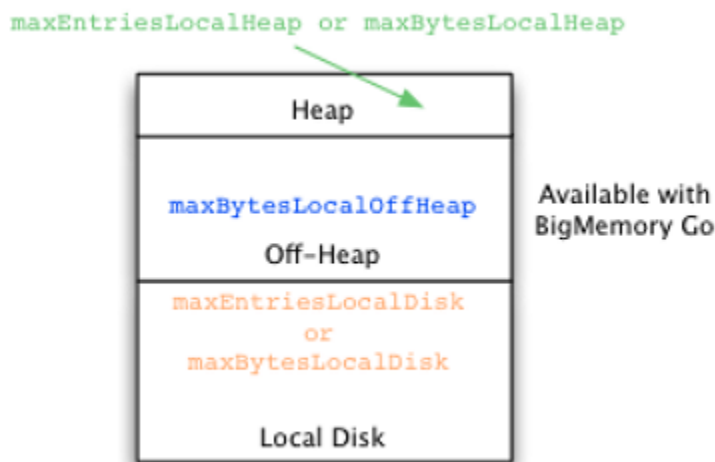 maxEntriesLocalHeap or maxBytesLocalHeap
Heap
maxBytesLocalOffHeap
Off-Heap
Available with
BigMemory Go
maxEntriesLocalDisk
or
maxBytesLocalDisk
Local Disk